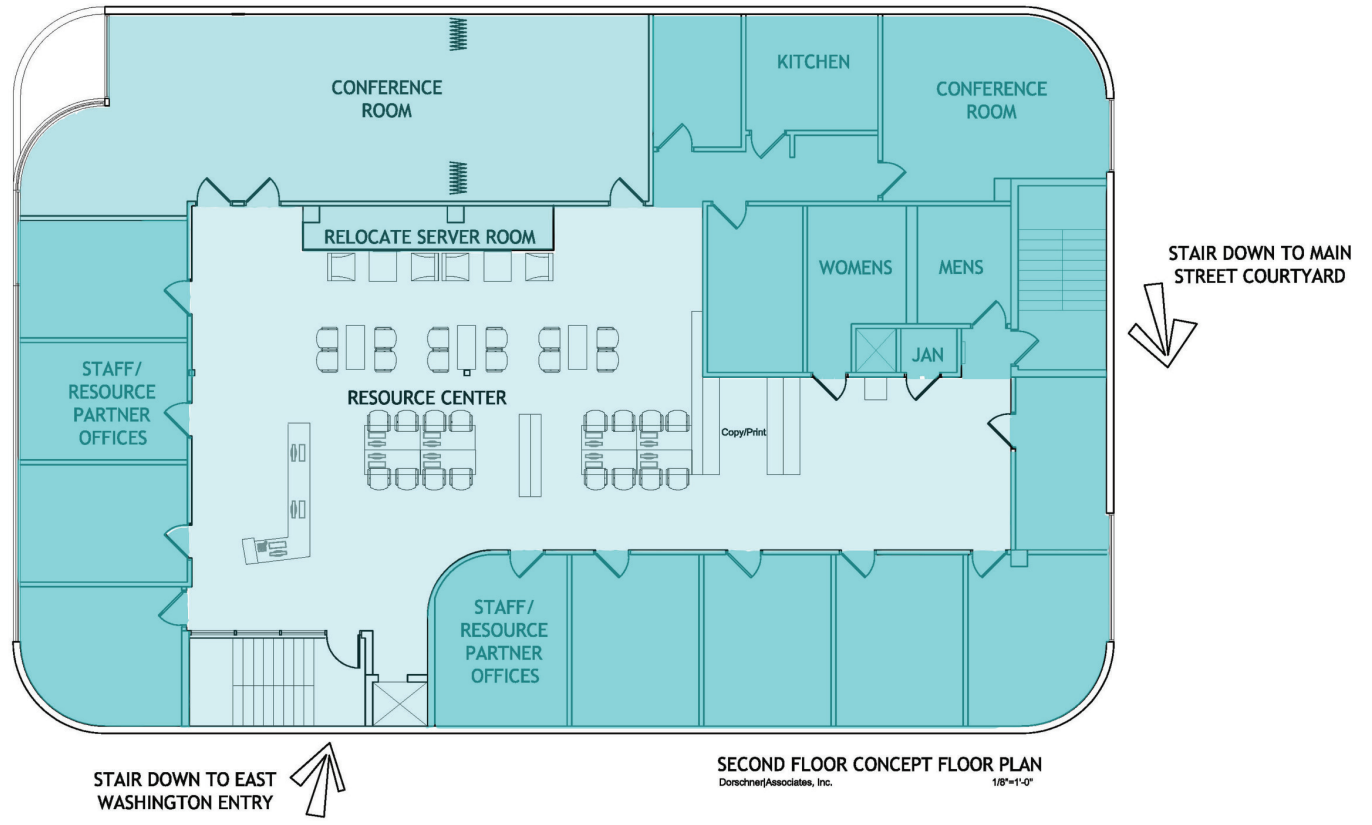 CONFERENCE
ROOM
KITCHEN
CONFERENCE
ROOM
RELOCATE SERVER ROOM
WOMENS
MENS
STAIR DOWN TO MAIN
STREET COURTYARD
JAN
STAFF/
RESOURCE
PARTNER
OFFICES
RESOURCE CENTER
Copy/Print
STAFF/
RESOURCE
PARTNER
OFFICES
STAIR DOWN TO EAST
WASHINGTON ENTRY
SECOND FLOOR CONCEPT FLOOR PLAN
Dorschner|Associates, Inc.
1/8"=1'-0"